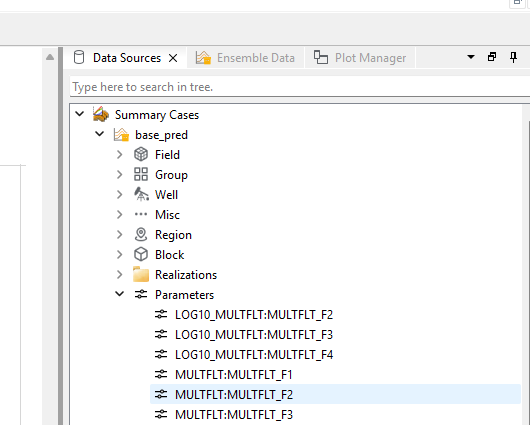 Data Sources
Ensemble Data
Plot Manager
Type here to search in tree.
Summary Cases
base_pred
Field
Group
Well
Misc
Region
Block
Realizations
Parameters
LOG10_MULTFLT:MULTFLT_F2
LOG10_MULTFLT:MULTFLT_F3
LOG10_MULTFLT:MULTFLT_F4
MULTFLT:MULTFLT_F1
MULTFLT:MULTFLT_F2
MULTFLT:MULTFLT_F3